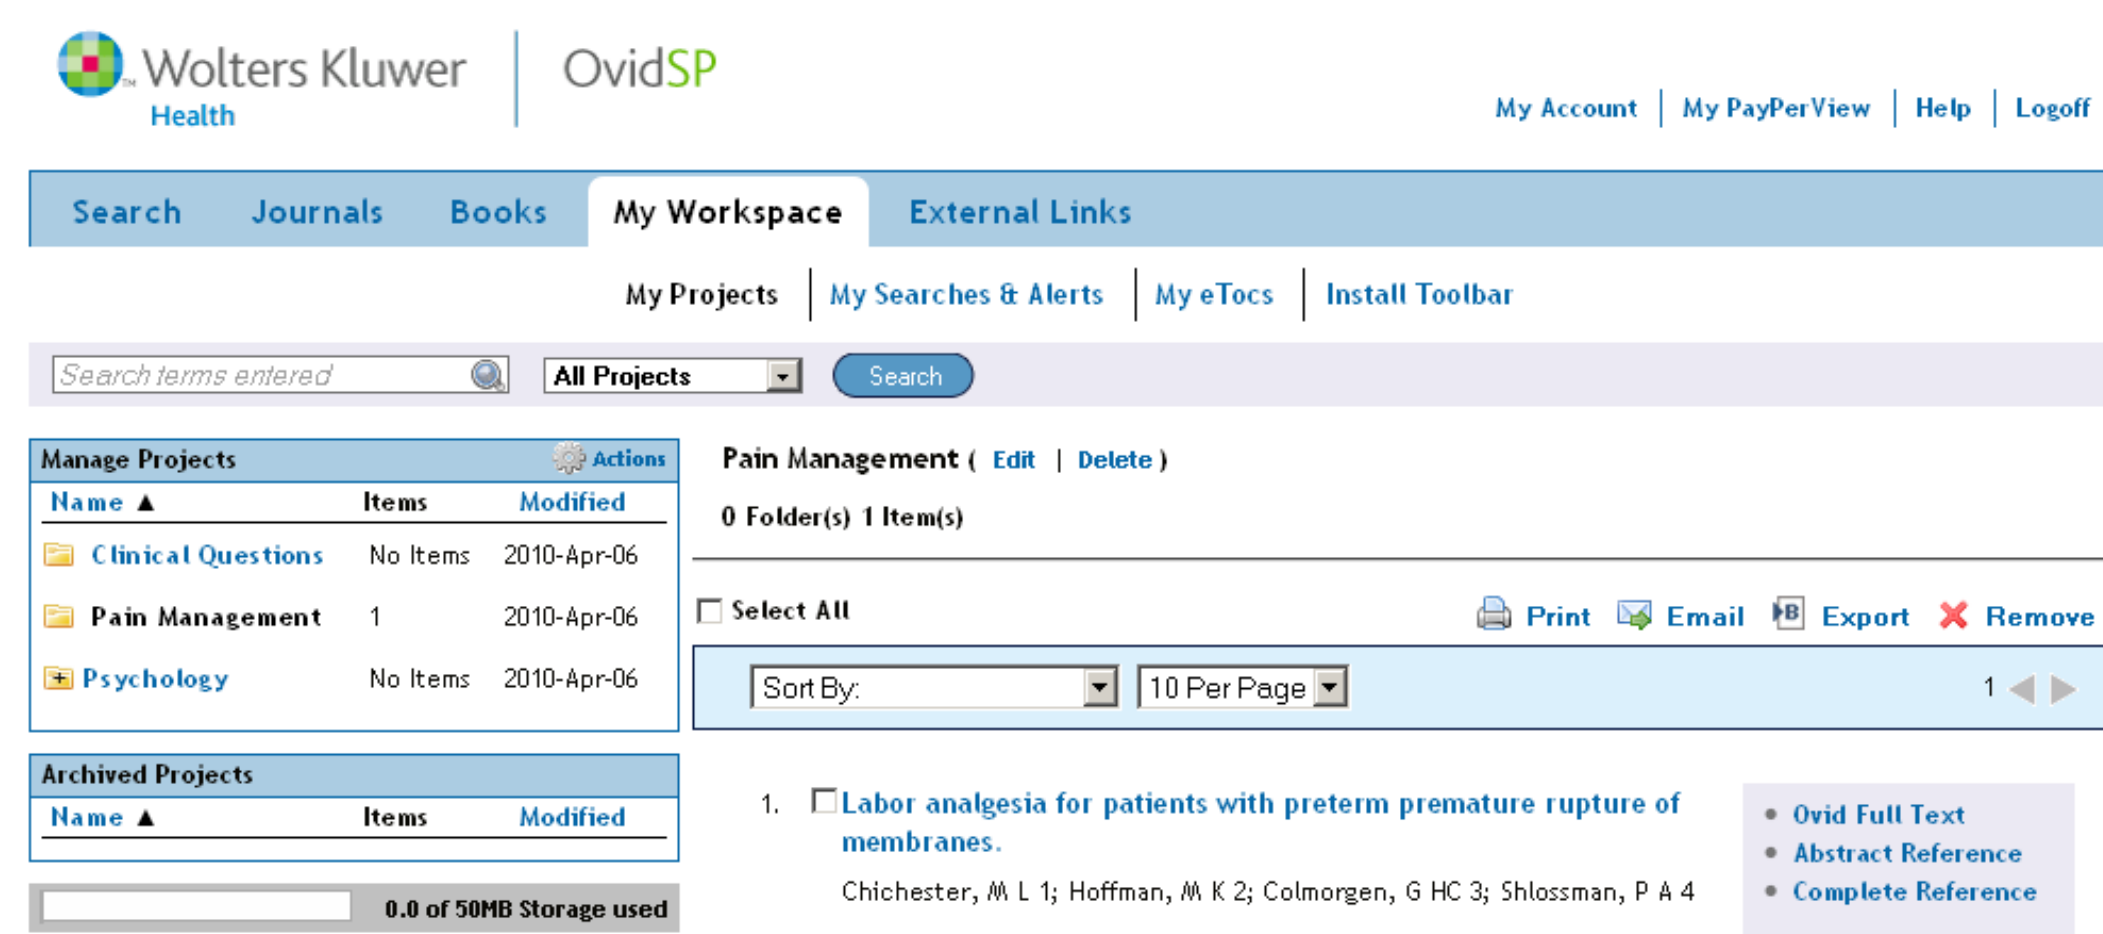 Wolters Kluwer
TM
Health
OvidSP
My Account | My PayPerView | Help | Logoff
Search Journals Books My Workspace External Links
My Projects | My Searches & Alerts | My eTocs | Install Toolbar
Search terms entered All Projects Search
Manage Projects Actions
Name ▲ Items Modified
Clinical Questions No Items 2010-Apr-06
Pain Management 1 2010-Apr-06
Psychology No Items 2010-Apr-06
Archived Projects
Name ▲ Items Modified
0.0 of 50MB Storage used
Pain Management ( Edit | Delete )
0 Folder(s) 1 Item(s)
Select All Print Email Export Remove
Sort By: 10 Per Page 1
1. Labor analgesia for patients with preterm premature rupture of
membranes.
Chichester, M L 1; Hoffman, M K 2; Colmorgen, G HC 3; Shlossman, P A 4
• Ovid Full Text
• Abstract Reference
• Complete Reference